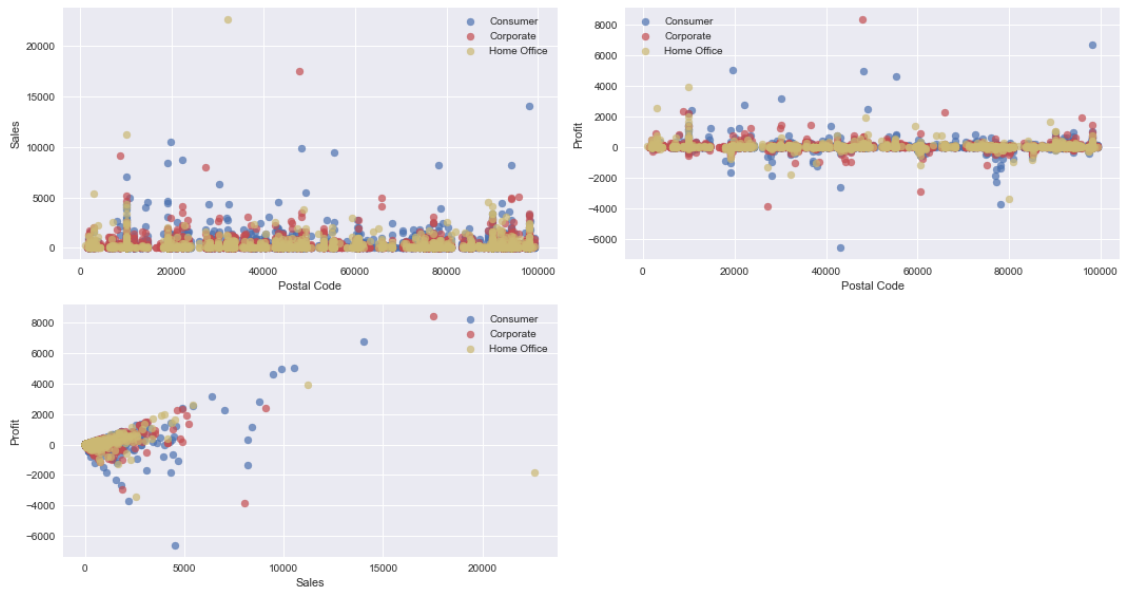 Consumer
Corporate
Home Office
20000
15000
10000
5000
0
Sales
0 20000 40000 60000 80000 100000
Postal Code
Consumer
Corporate
Home Office
8000
6000
4000
2000
0
−2000
−4000
−6000
Profit
0 20000 40000 60000 80000 100000
Postal Code
Consumer
Corporate
Home Office
8000
6000
4000
2000
0
−2000
−4000
−6000
Profit
0 5000 10000 15000 20000
Sales